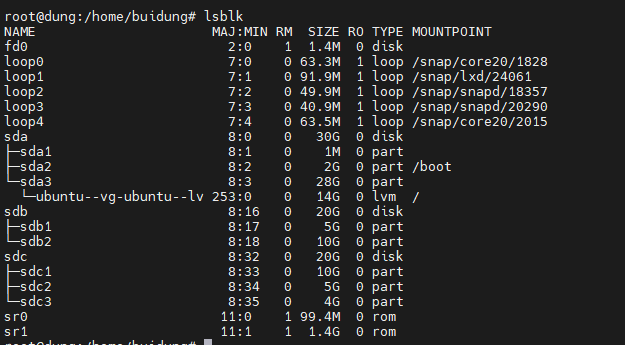 root@dung:/home/buidung# lsblk
NAME                      MAJ:MIN RM  SIZE RO TYPE MOUNTPOINT
fd0                         2:0    1  1.4M  0 disk
loop0                       7:0    0 63.3M  1 loop /snap/core20/1828
loop1                       7:1    0 91.9M  1 loop /snap/lxd/24061
loop2                       7:2    0 49.9M  1 loop /snap/snapd/18357
loop3                       7:3    0 40.9M  1 loop /snap/snapd/20290
loop4                       7:4    0 63.5M  1 loop /snap/core20/2015
sda                         8:0    0   30G  0 disk
├─sda1                      8:1    0    1M  0 part
├─sda2                      8:2    0    2G  0 part /boot
└─sda3                      8:3    0   28G  0 part
  └─ubuntu--vg-ubuntu--lv 253:0    0   14G  0 lvm  /
sdb                         8:16   0   20G  0 disk
├─sdb1                      8:17   0    5G  0 part
└─sdb2                      8:18   0   10G  0 part
sdc                         8:32   0   20G  0 disk
├─sdc1                      8:33   0   10G  0 part
├─sdc2                      8:34   0    5G  0 part
└─sdc3                      8:35   0    4G  0 part
sr0                        11:0    1 99.4M  0 rom
sr1                        11:1    1  1.4G  0 rom
root@dung:/home/buidung#